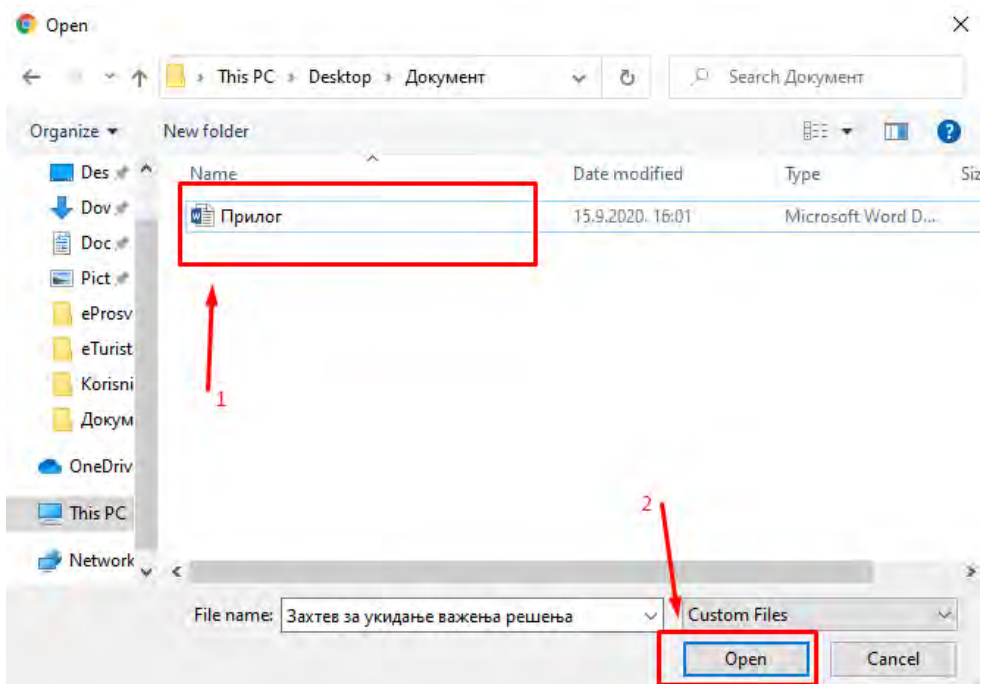 Open
This PC › Desktop › Документ
Search Документ
Organize
New folder
Name
Date modified
Type
Siz
Прилог
15.9.2020. 16:01
Microsoft Word D...
Des
Dov
Doc
Pict
eProsv
eTurist
Korisni
Докум
OneDriv
This PC
Network
1
2
File name:
Захтев за укидање важења решења
Custom Files
Open
Cancel